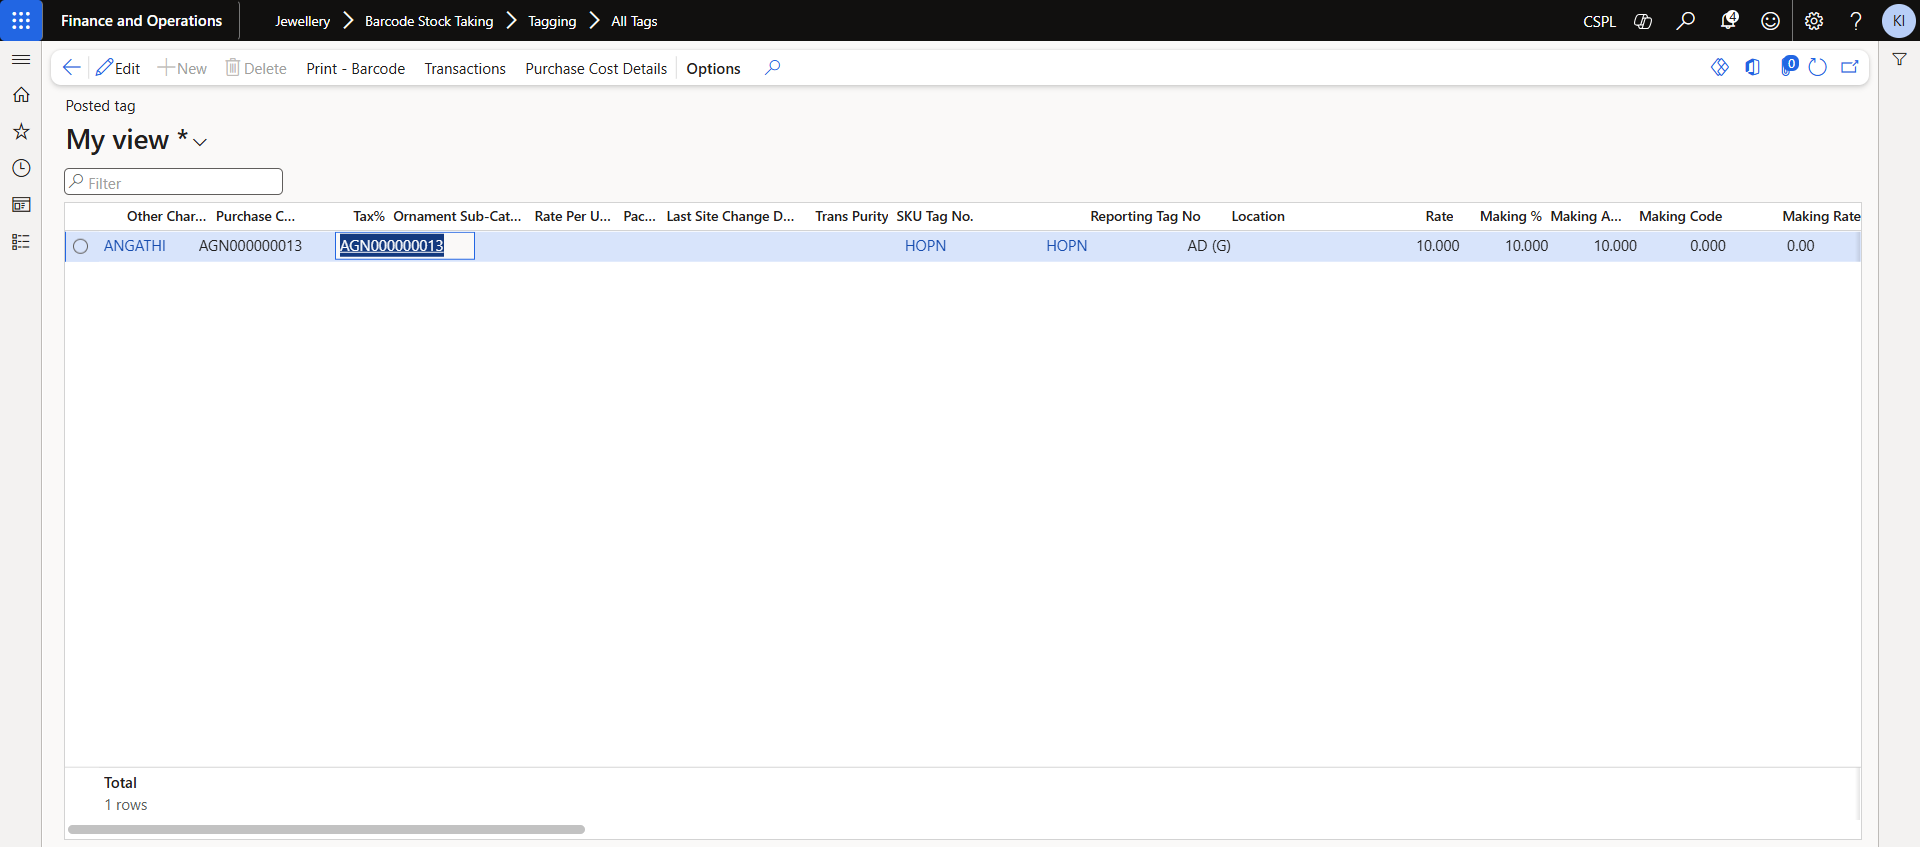 Finance and Operations Jewellery Barcode Stock Taking Tagging All Tags CSPL 4 ? KI
Edit New Delete Print - Barcode Transactions Purchase Cost Details Options 0
Posted tag
My view *
Filter
Other Char... Purchase C... Tax% Ornament Sub-Cat... Rate Per U... Pac... Last Site Change D... Trans Purity SKU Tag No. Reporting Tag No Location Rate Making % Making A... Making Code Making Rate
ANGATHI AGN000000013 AGN000000013 HOPN HOPN AD (G) 10.000 10.000 10.000 0.000 0.00
Total
1 rows